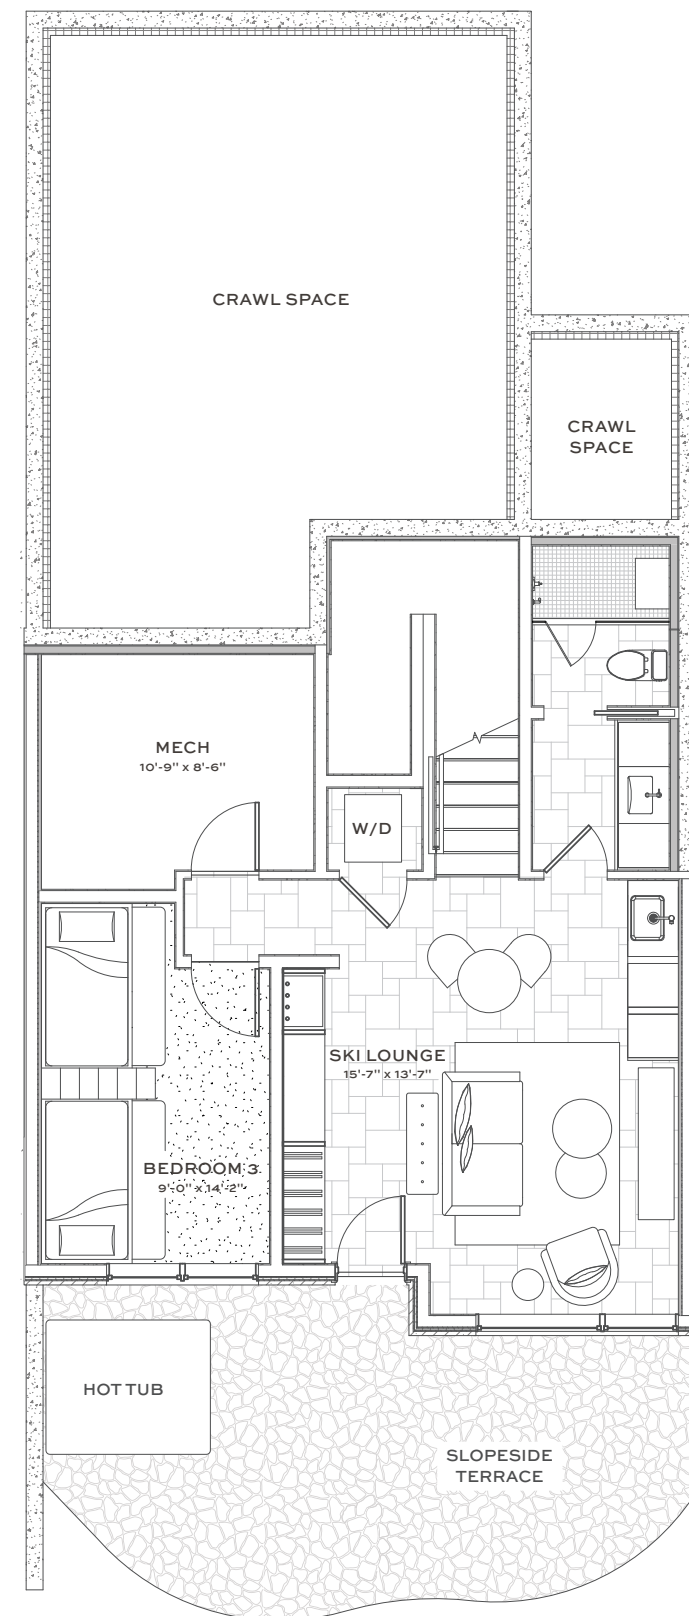 CRAWL SPACE
CRAWL
SPACE
MECH
10'-9" x 8'-6"
W/D
SKI LOUNGE
15'-7" x 13'-7"
BEDROOM 3
9'-0" x 14'-2"
HOT TUB
SLOPESIDE
TERRACE